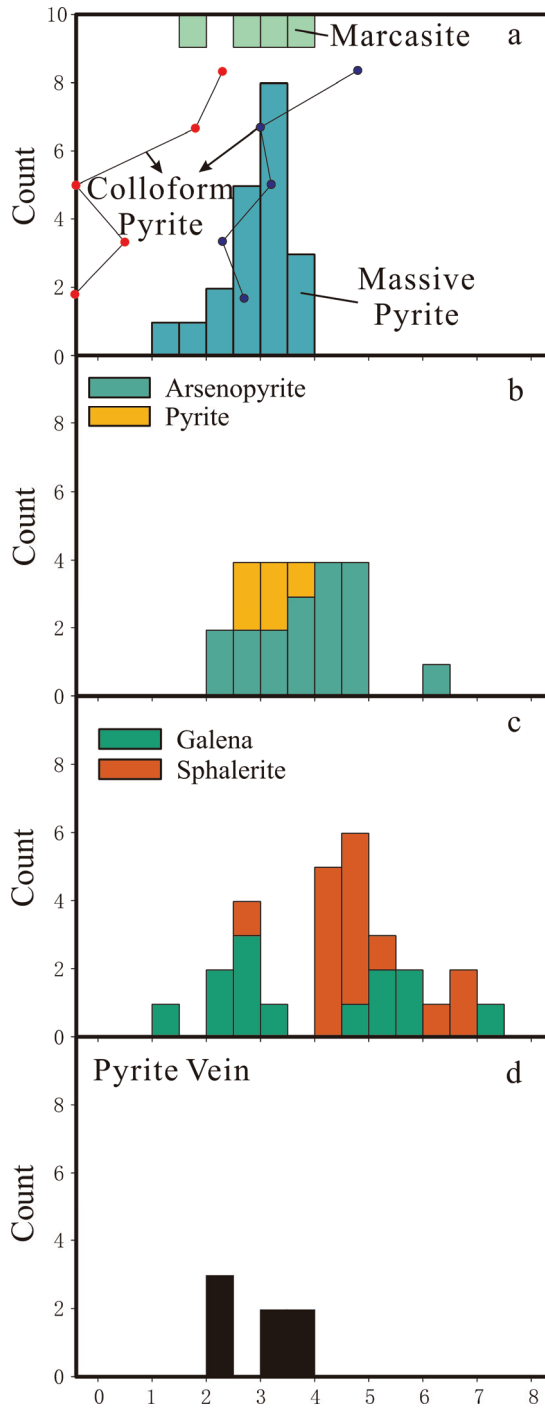 10
Marcasite
a
8
6
Count
Colloform
Pyrite
4
Massive
Pyrite
2
0
Arsenopyrite
b
Pyrite
8
6
Count
4
2
0
c
Galena
Sphalerite
8
6
Count
4
2
0
Pyrite Vein
d
8
6
Count
4
2
0
0 1 2 3 4 5 6 7 8